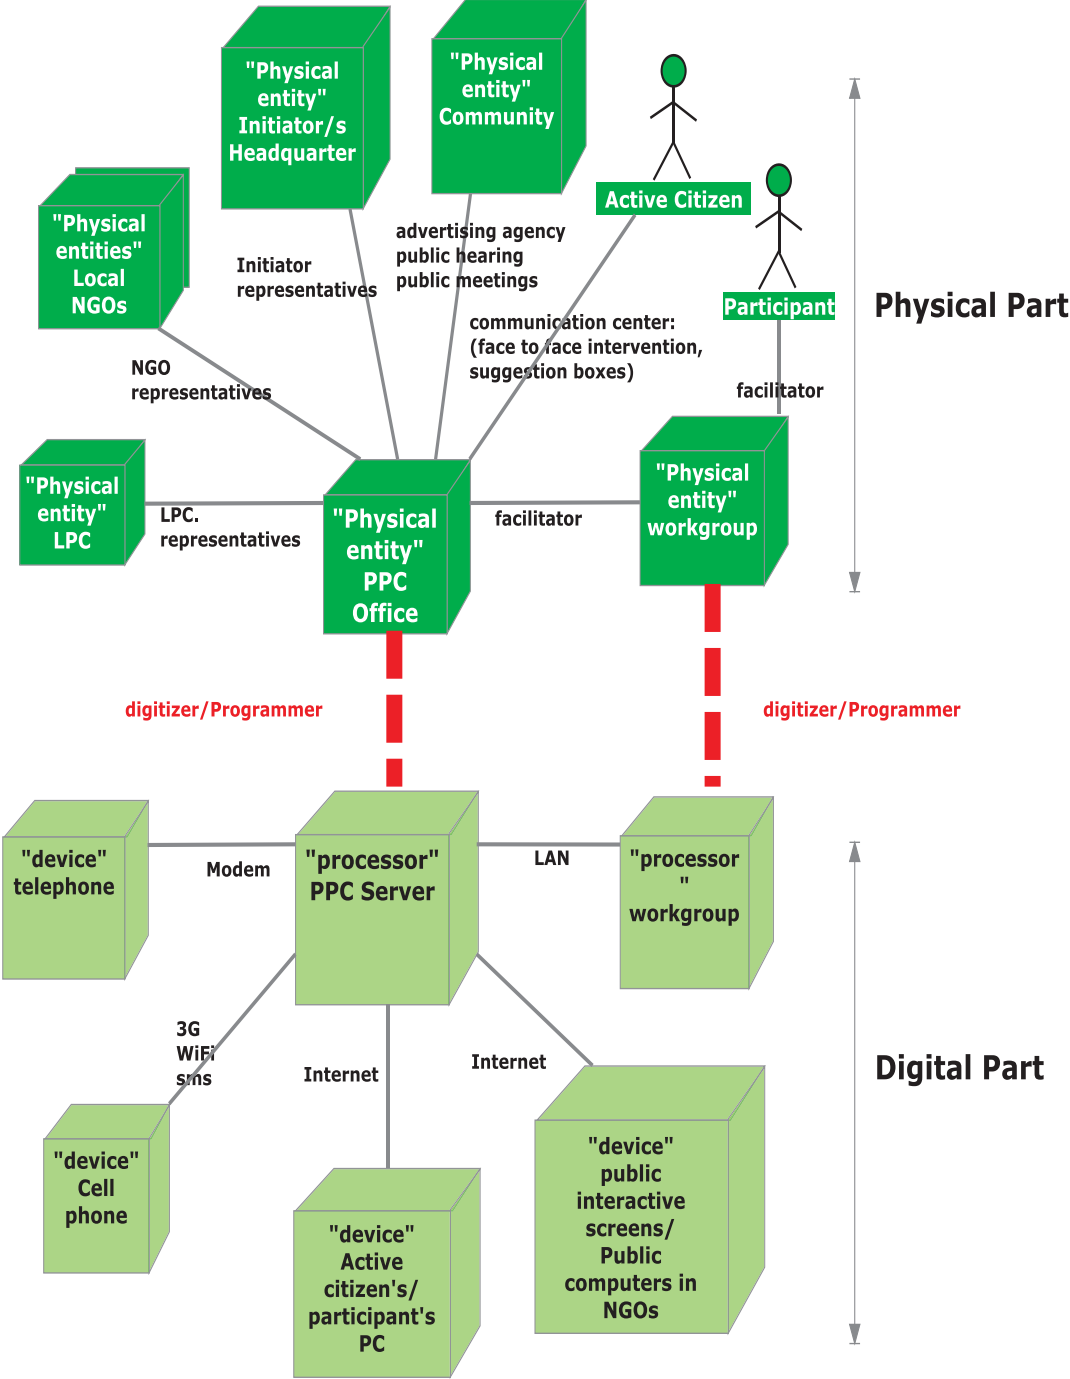 "Physical
entity"
Initiator/s
Headquarter
"Physical
entity"
Community
Active Citizen
Participant
"Physical
entities"
Local
NGOs
Initiator
representatives
advertising agency
public hearing
public meetings
communication center:
(face to face intervention,
suggestion boxes)
Physical Part
NGO
representatives
facilitator
"Physical
entity"
LPC
LPC.
representatives
"Physical
entity"
PPC
Office
facilitator
"Physical
entity"
workgroup
digitizer/Programmer
digitizer/Programmer
"device"
telephone
Modem
"processor"
PPC Server
LAN
"processor
"
workgroup
3G
WiFi
sms
Internet
Internet
Digital Part
"device"
Cell
phone
"device"
Active
citizen's/
participant's
PC
"device"
public
interactive
screens/
Public
computers in
NGOs